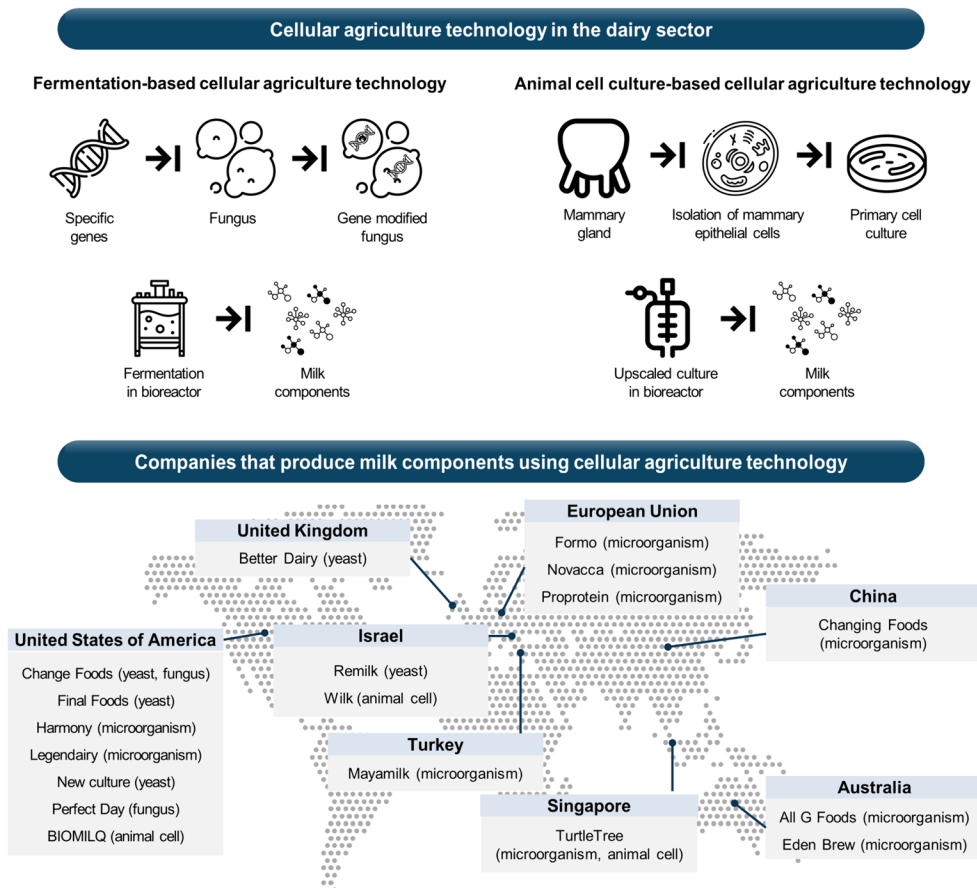 Cellular agriculture technology in the dairy sector
Fermentation-based cellular agriculture technology
Specific
genes
Fungus
Gene modified
fungus
Fermentation
in bioreactor
Milk
components
Animal cell culture-based cellular agriculture technology
Mammary
gland
Isolation of mammary
epithelial cells
Primary cell
culture
Upscaled culture
in bioreactor
Milk
components
Companies that produce milk components using cellular agriculture technology
United Kingdom
Better Dairy (yeast)
European Union
Formo (microorganism)
Novacca (microorganism)
Proprotein (microorganism)
China
Changing Foods
(microorganism)
United States of America
Change Foods (yeast, fungus)
Final Foods (yeast)
Harmony (microorganism)
Legendairy (microorganism)
New culture (yeast)
Perfect Day (fungus)
BIOMILQ (animal cell)
Israel
Remilk (yeast)
Wilk (animal cell)
Turkey
Mayamilk (microorganism)
Singapore
TurtleTree
(microorganism, animal cell)
Australia
All G Foods (microorganism)
Eden Brew (microorganism)